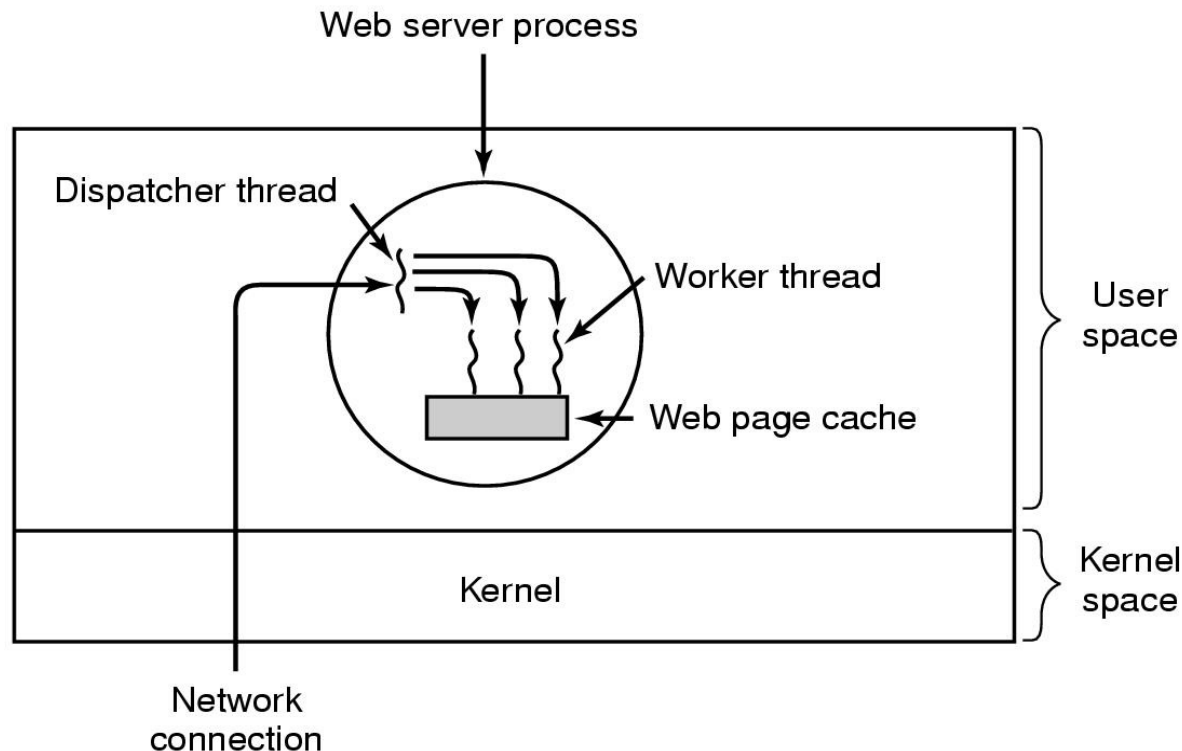 Web server process
Dispatcher thread
Worker thread
User
space
Web page cache
Kernel
Kernel
space
Network
connection